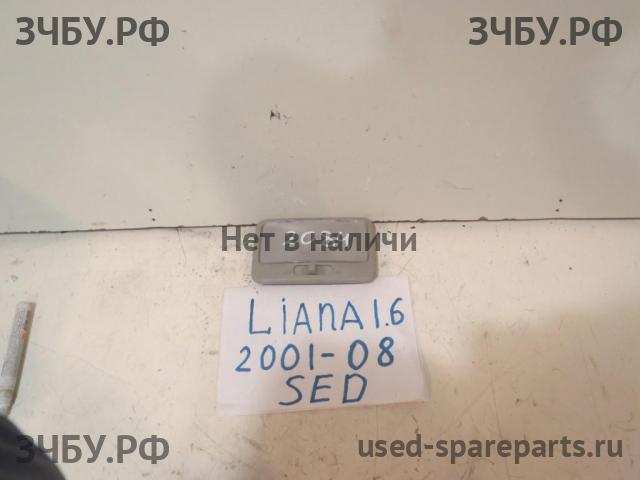 ЗЧБУ.РФ ЗЧБУ.РФ
Нет в наличи
LiANA 1.6
2001-08
SED
ЗЧБУ.РФ used-spareparts.ru